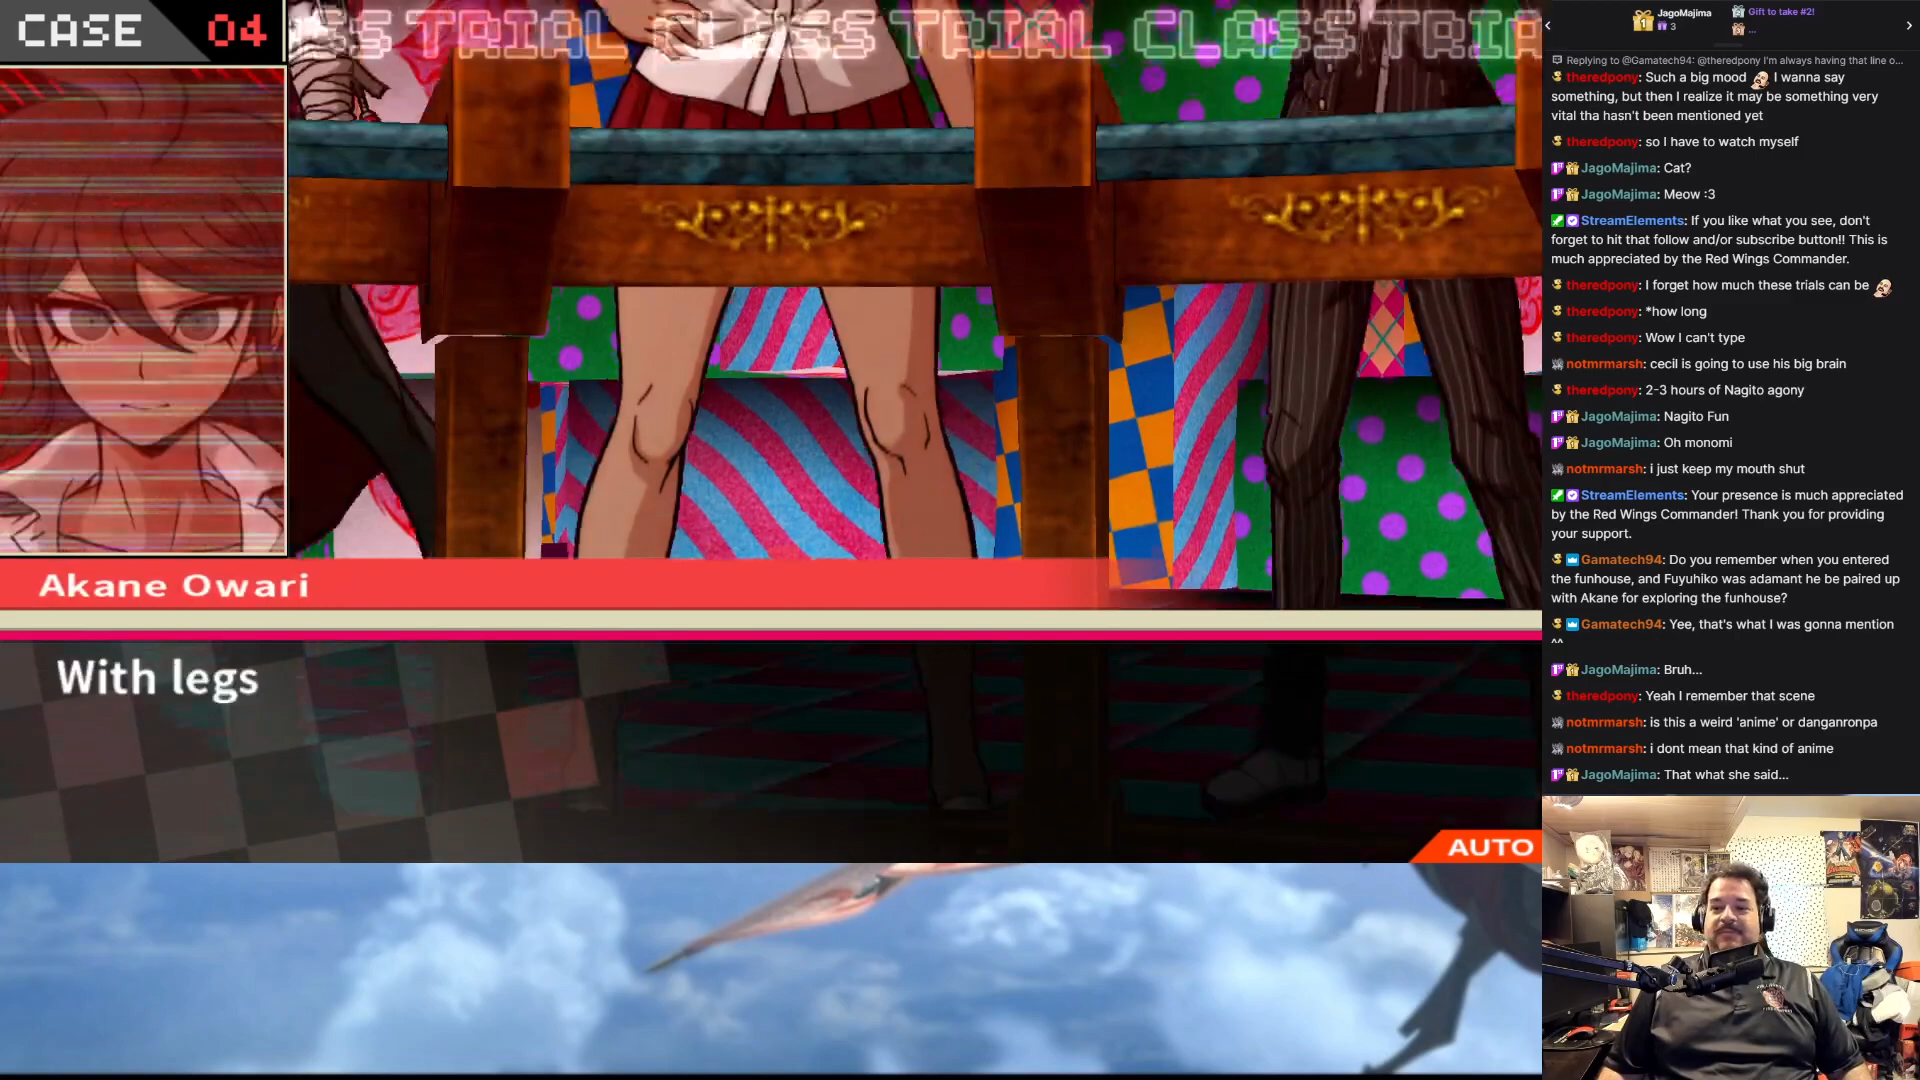 CASE 04
SS TRIAL CLASS TRIAL CLASS TRIA
Akane Owari
With legs
AUTO
JagoMajima
3
Gift to take #2!
...
Replying to @Gamatech94: @theredpony I'm always having that line o...
theredpony: Such a big mood I wanna say
something, but then I realize it may be something very
vital tha hasn't been mentioned yet
theredpony: so I have to watch myself
JagoMajima: Cat?
JagoMajima: Meow :3
StreamElements: If you like what you see, don't
forget to hit that follow and/or subscribe button!! This is
much appreciated by the Red Wings Commander.
theredpony: I forget how much these trials can be
theredpony: *how long
theredpony: Wow I can't type
notmrmarsh: cecil is going to use his big brain
theredpony: 2-3 hours of Nagito agony
JagoMajima: Nagito Fun
JagoMajima: Oh monomi
notmrmarsh: i just keep my mouth shut
StreamElements: Your presence is much appreciated
by the Red Wings Commander! Thank you for providing
your support.
Gamatech94: Do you remember when you entered
the funhouse, and Fuyuhiko was adamant he be paired up
with Akane for exploring the funhouse?
Gamatech94: Yee, that's what I was gonna mention
^^
JagoMajima: Bruh...
theredpony: Yeah I remember that scene
notmrmarsh: is this a weird 'anime' or danganronpa
notmrmarsh: i dont mean that kind of anime
JagoMajima: That what she said...